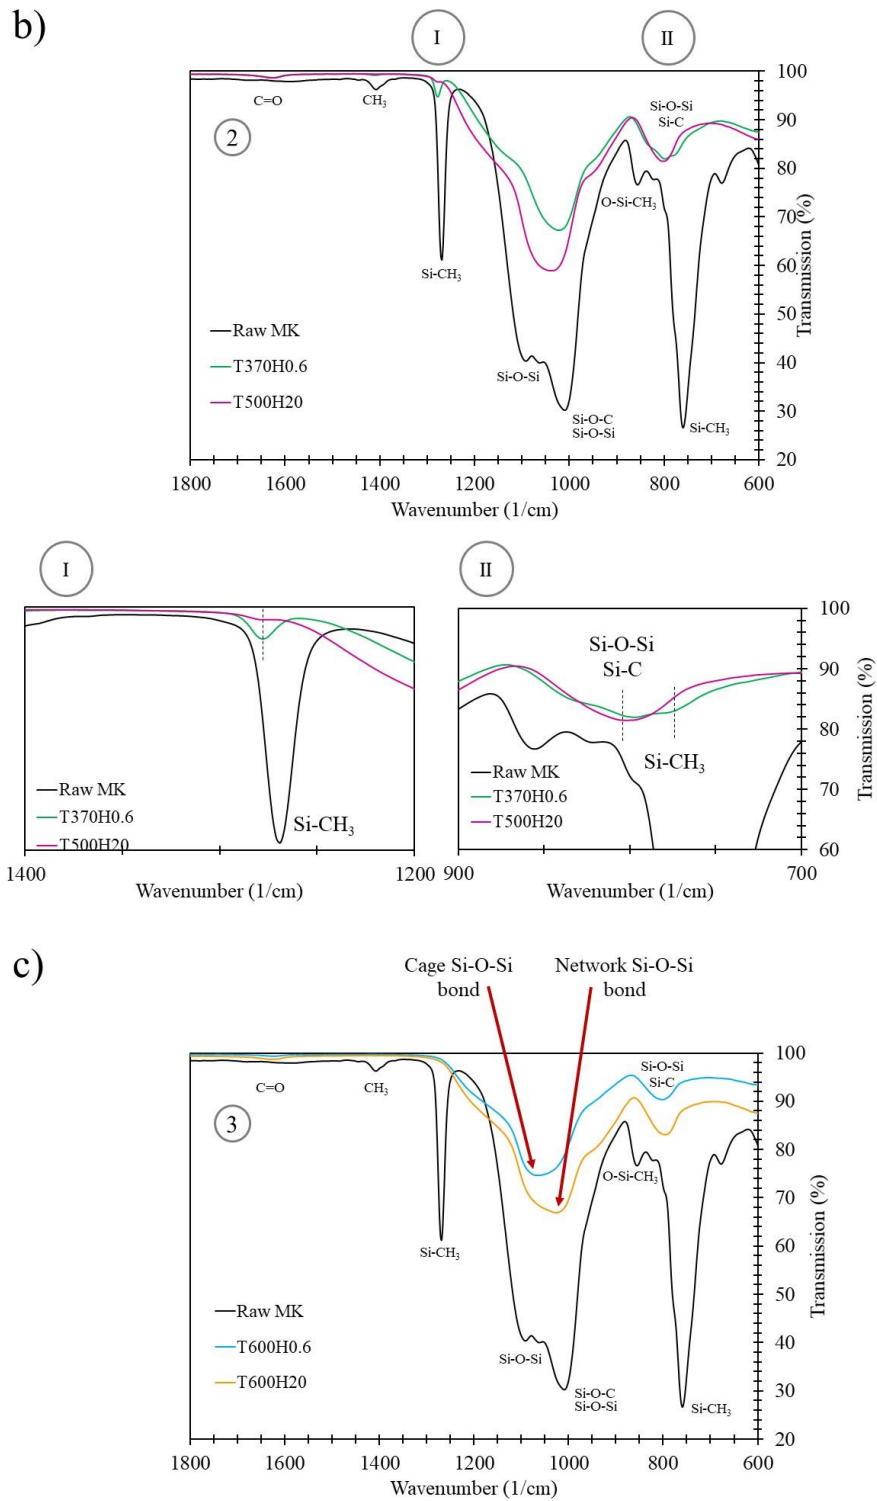 b)
I
II
2
C=O
CH3
Si-CH3
Si-O-Si
Si-C
O-Si-CH3
Si-O-Si
Si-O-C
Si-O-Si
Si-CH3
Raw MK
T370H0.6
T500H20
100
90
80
70
60
50
40
30
20
Transmission (%)
1800
1600
1400
1200
1000
800
600
Wavenumber (1/cm)
I
Si-CH3
Raw MK
T370H0.6
T500H20
1400
1200
Wavenumber (1/cm)
II
Si-O-Si
Si-C
Si-CH3
Raw MK
T370H0.6
T500H20
100
90
80
70
60
Transmission (%)
900
700
Wavenumber (1/cm)
c)
Cage Si-O-Si
bond
Network Si-O-Si
bond
3
C=O
CH3
Si-CH3
Si-O-Si
Si-C
O-Si-CH3
Si-O-Si
Si-O-C
Si-O-Si
Si-CH3
Raw MK
T600H0.6
T600H20
100
90
80
70
60
50
40
30
20
Transmission (%)
1800
1600
1400
1200
1000
800
600
Wavenumber (1/cm)